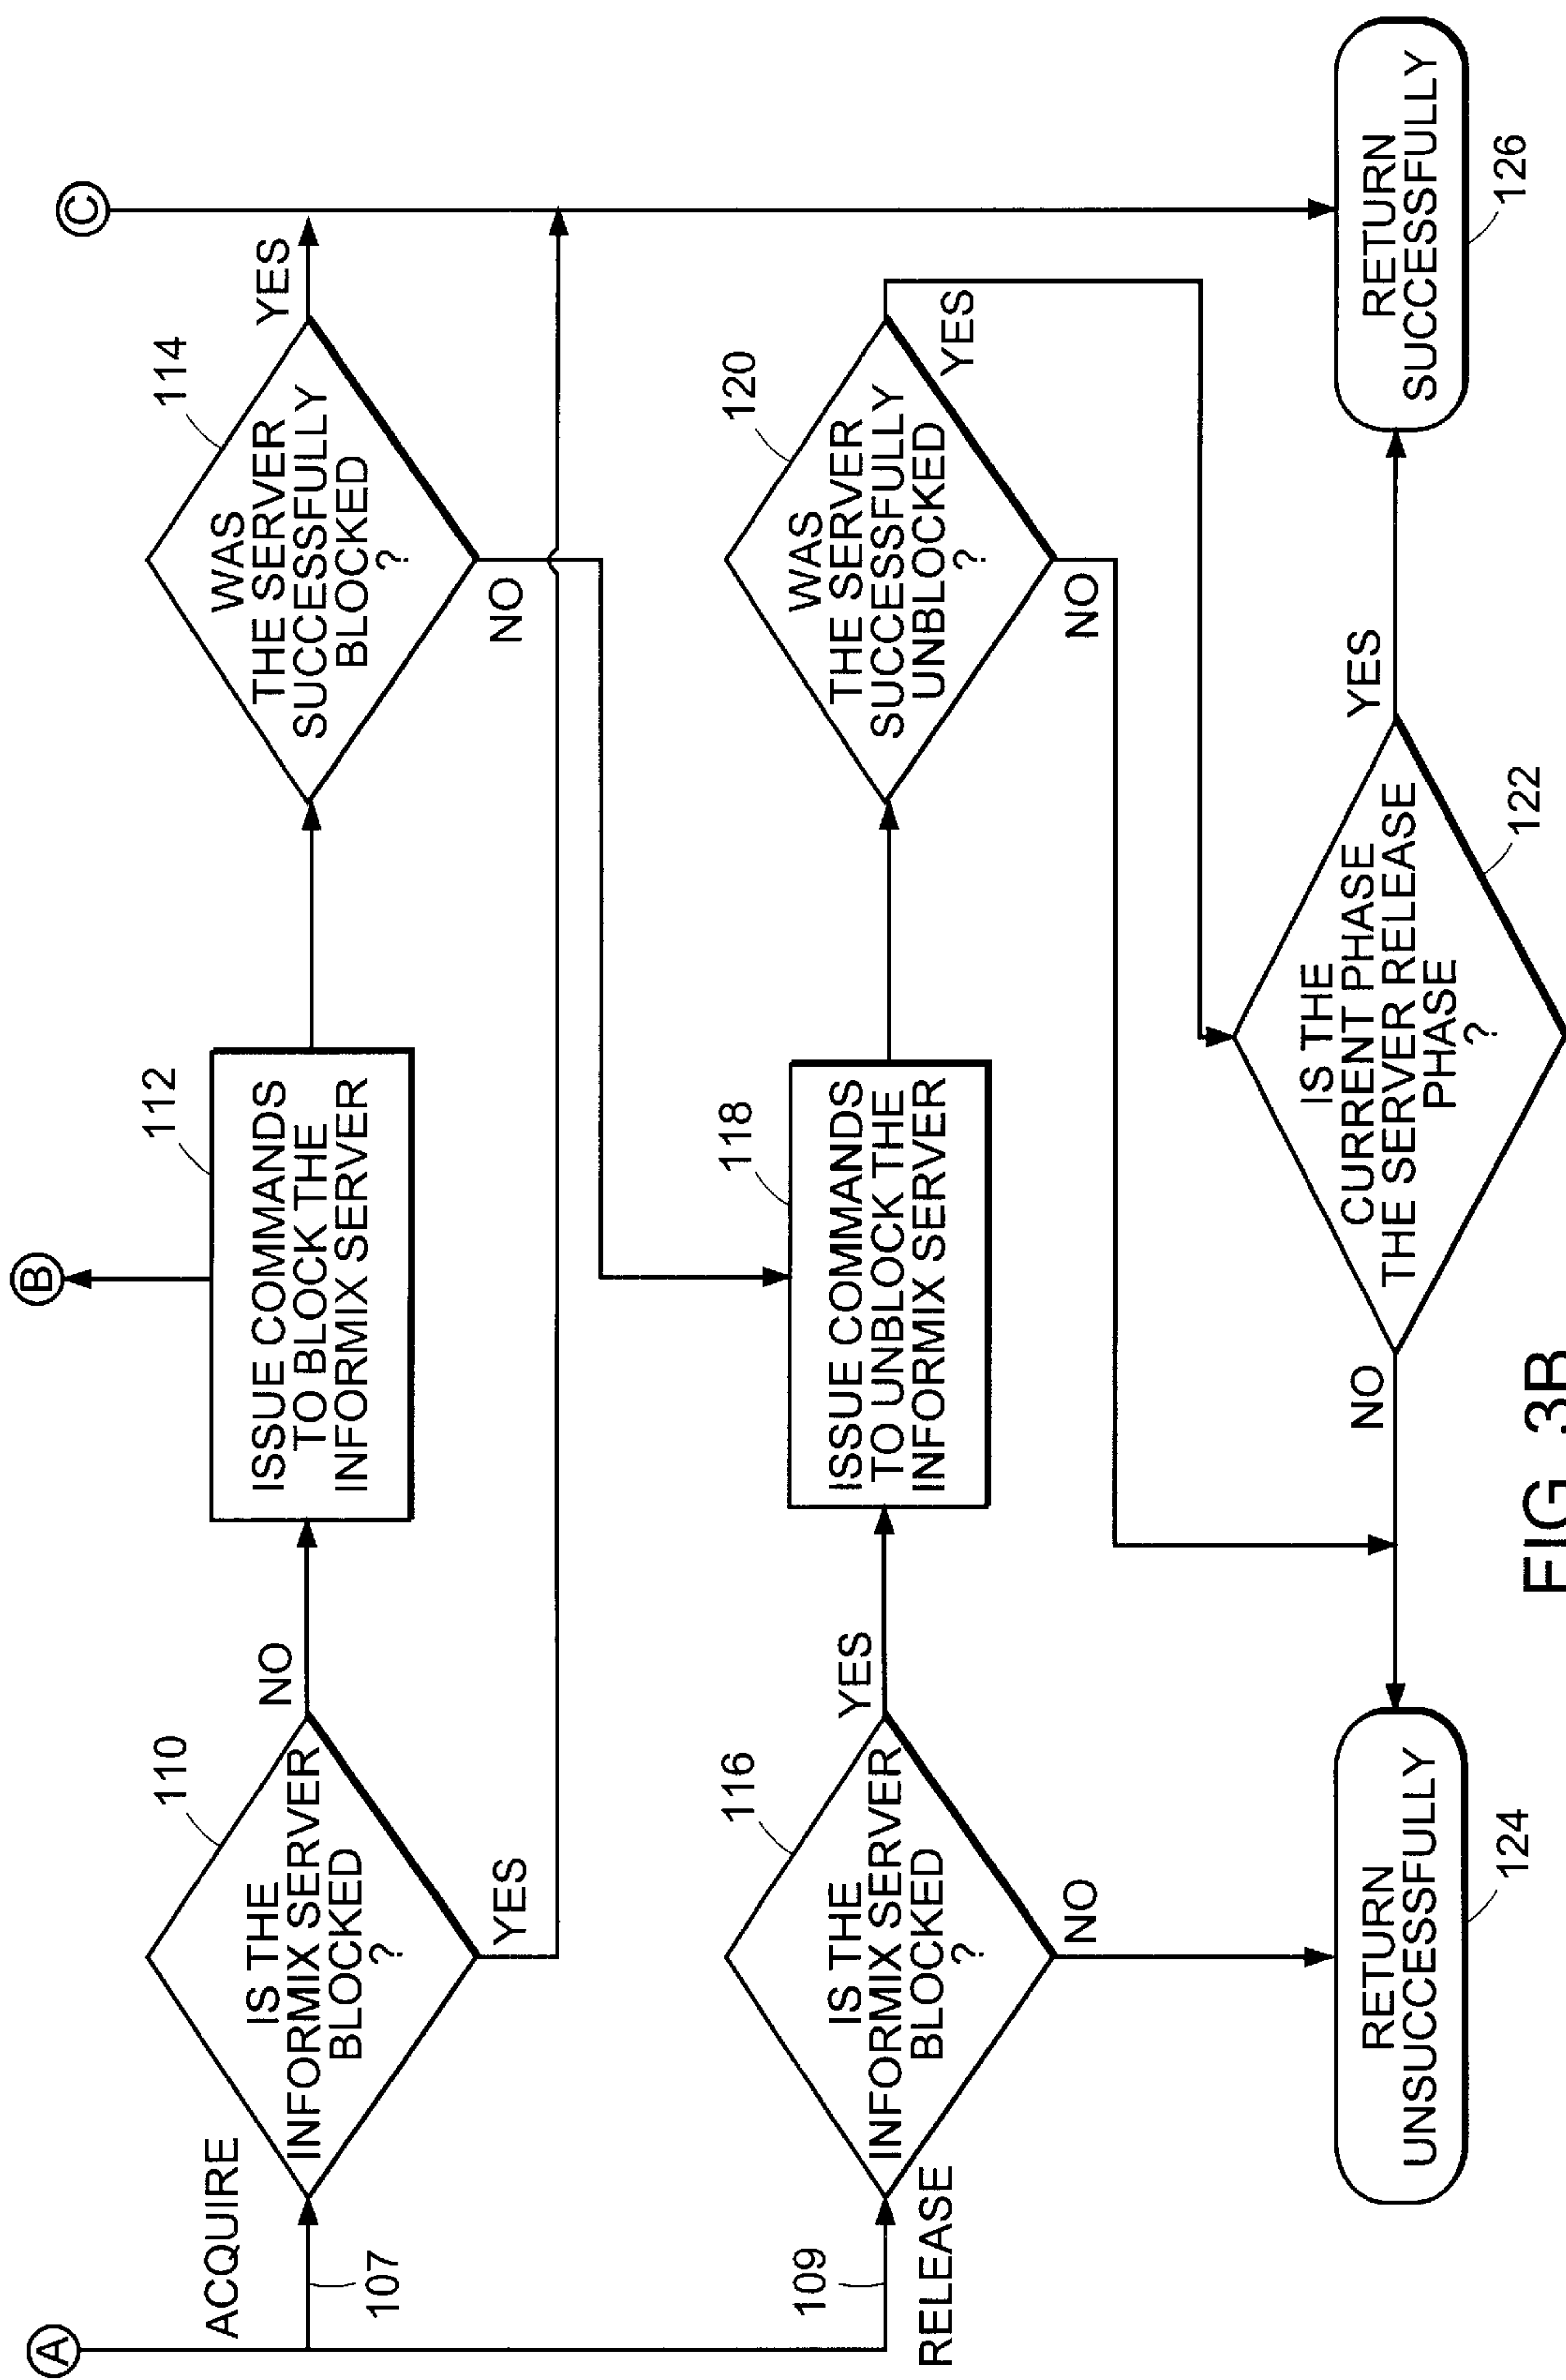 A
B
C
ACQUIRE
107
110
IS THE
INFORMIX SERVER
BLOCKED
?
NO
YES
112
ISSUE COMMANDS
TO BLOCK THE
INFORMIX SERVER
114
WAS
THE SERVER
SUCCESSFULLY
BLOCKED
?
YES
NO
109
RELEASE
116
IS THE
INFORMIX SERVER
BLOCKED
?
YES
NO
118
ISSUE COMMANDS
TO UNBLOCK THE
INFORMIX SERVER
120
WAS
THE SERVER
SUCCESSFULLY
UNBLOCKED
?
YES
NO
RETURN
UNSUCCESSFULLY
124
NO
IS THE
CURRENT PHASE
THE SERVER RELEASE
PHASE
?
122
YES
RETURN
SUCCESSFULLY
126
FIG. 3B